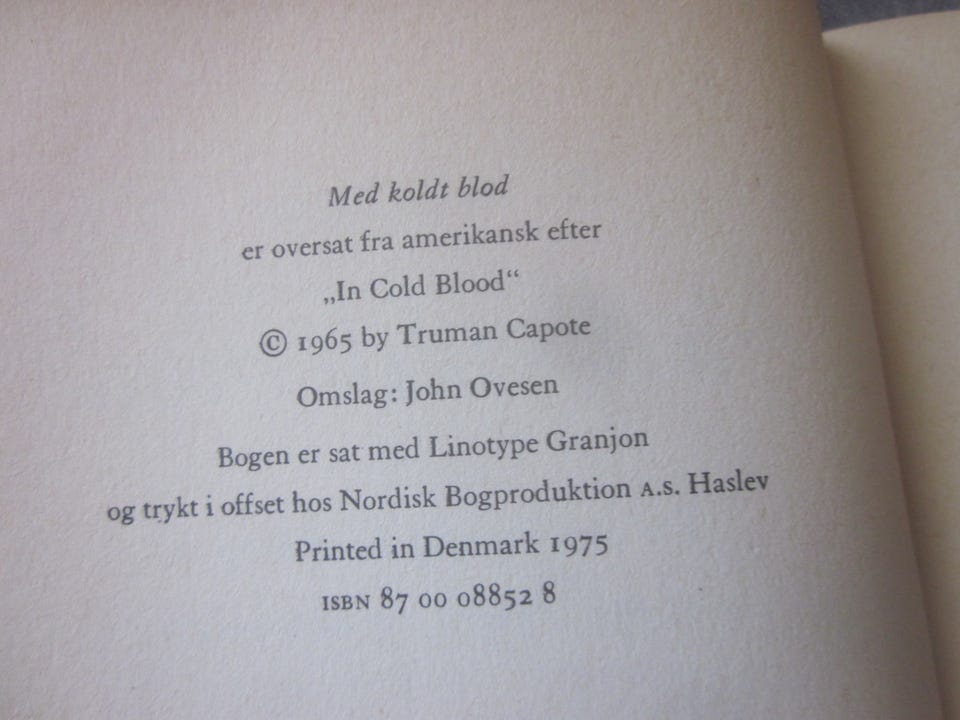 Med koldt blod
er oversat fra amerikansk efter
„In Cold Blood“
© 1965 by Truman Capote
Omslag: John Ovesen
Bogen er sat med Linotype Granjon
og trykt i offset hos Nordisk Bogproduktion A.S. Haslev
Printed in Denmark 1975
ISBN 87 00 08852 8